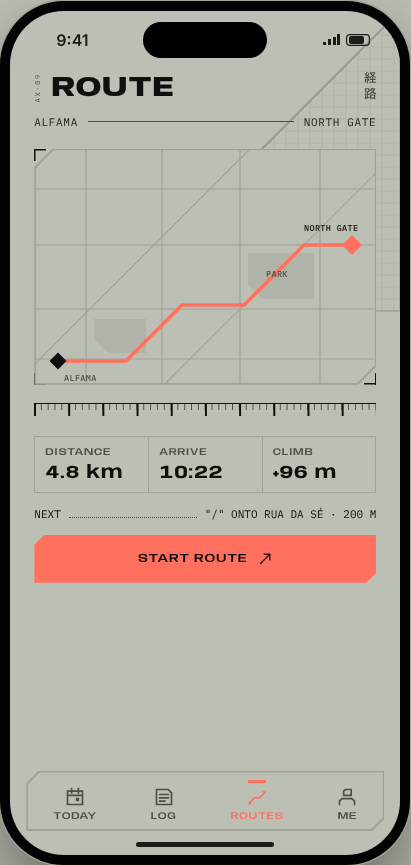 9:41
AX·09
ROUTE
経路
ALFAMA
NORTH GATE
NORTH GATE
PARK
ALFAMA
DISTANCE
4.8 km
ARRIVE
10:22
CLIMB
+96 m
NEXT "/" ONTO RUA DA SÉ · 200 M
START ROUTE ↗
TODAY
LOG
ROUTES
ME